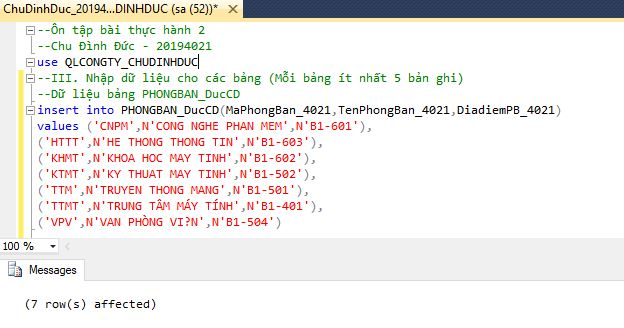 ChuDinhDuc_20194...DINHDUC (sa (52))*
--Ôn tập bài thực hành 2
--Chu Đình Đức - 20194021
use QLCONGTY_CHUDINHDUC
--III. Nhập dữ liệu cho các bảng (Mỗi bảng ít nhất 5 bản ghi)
--Dữ liệu bảng PHONGBAN_DucCD
insert into PHONGBAN_DucCD(MaPhongBan_4021,TenPhongBan_4021,DiadiemPB_4021)
values ('CNPM',N'CONG NGHE PHAN MEM',N'B1-601'),
('HTTT',N'HE THONG THONG TIN',N'B1-603'),
('KHMT',N'KHOA HOC MAY TINH',N'B1-602'),
('KTMT',N'KY THUAT MAY TINH',N'B1-502'),
('TTM',N'TRUYEN THONG MANG',N'B1-501'),
('TTMT',N'TRUNG TÂM MÁY TÍNH',N'B1-401'),
('VPV',N'VAN PHÒNG VI?N',N'B1-504')
100 %
Messages
(7 row(s) affected)